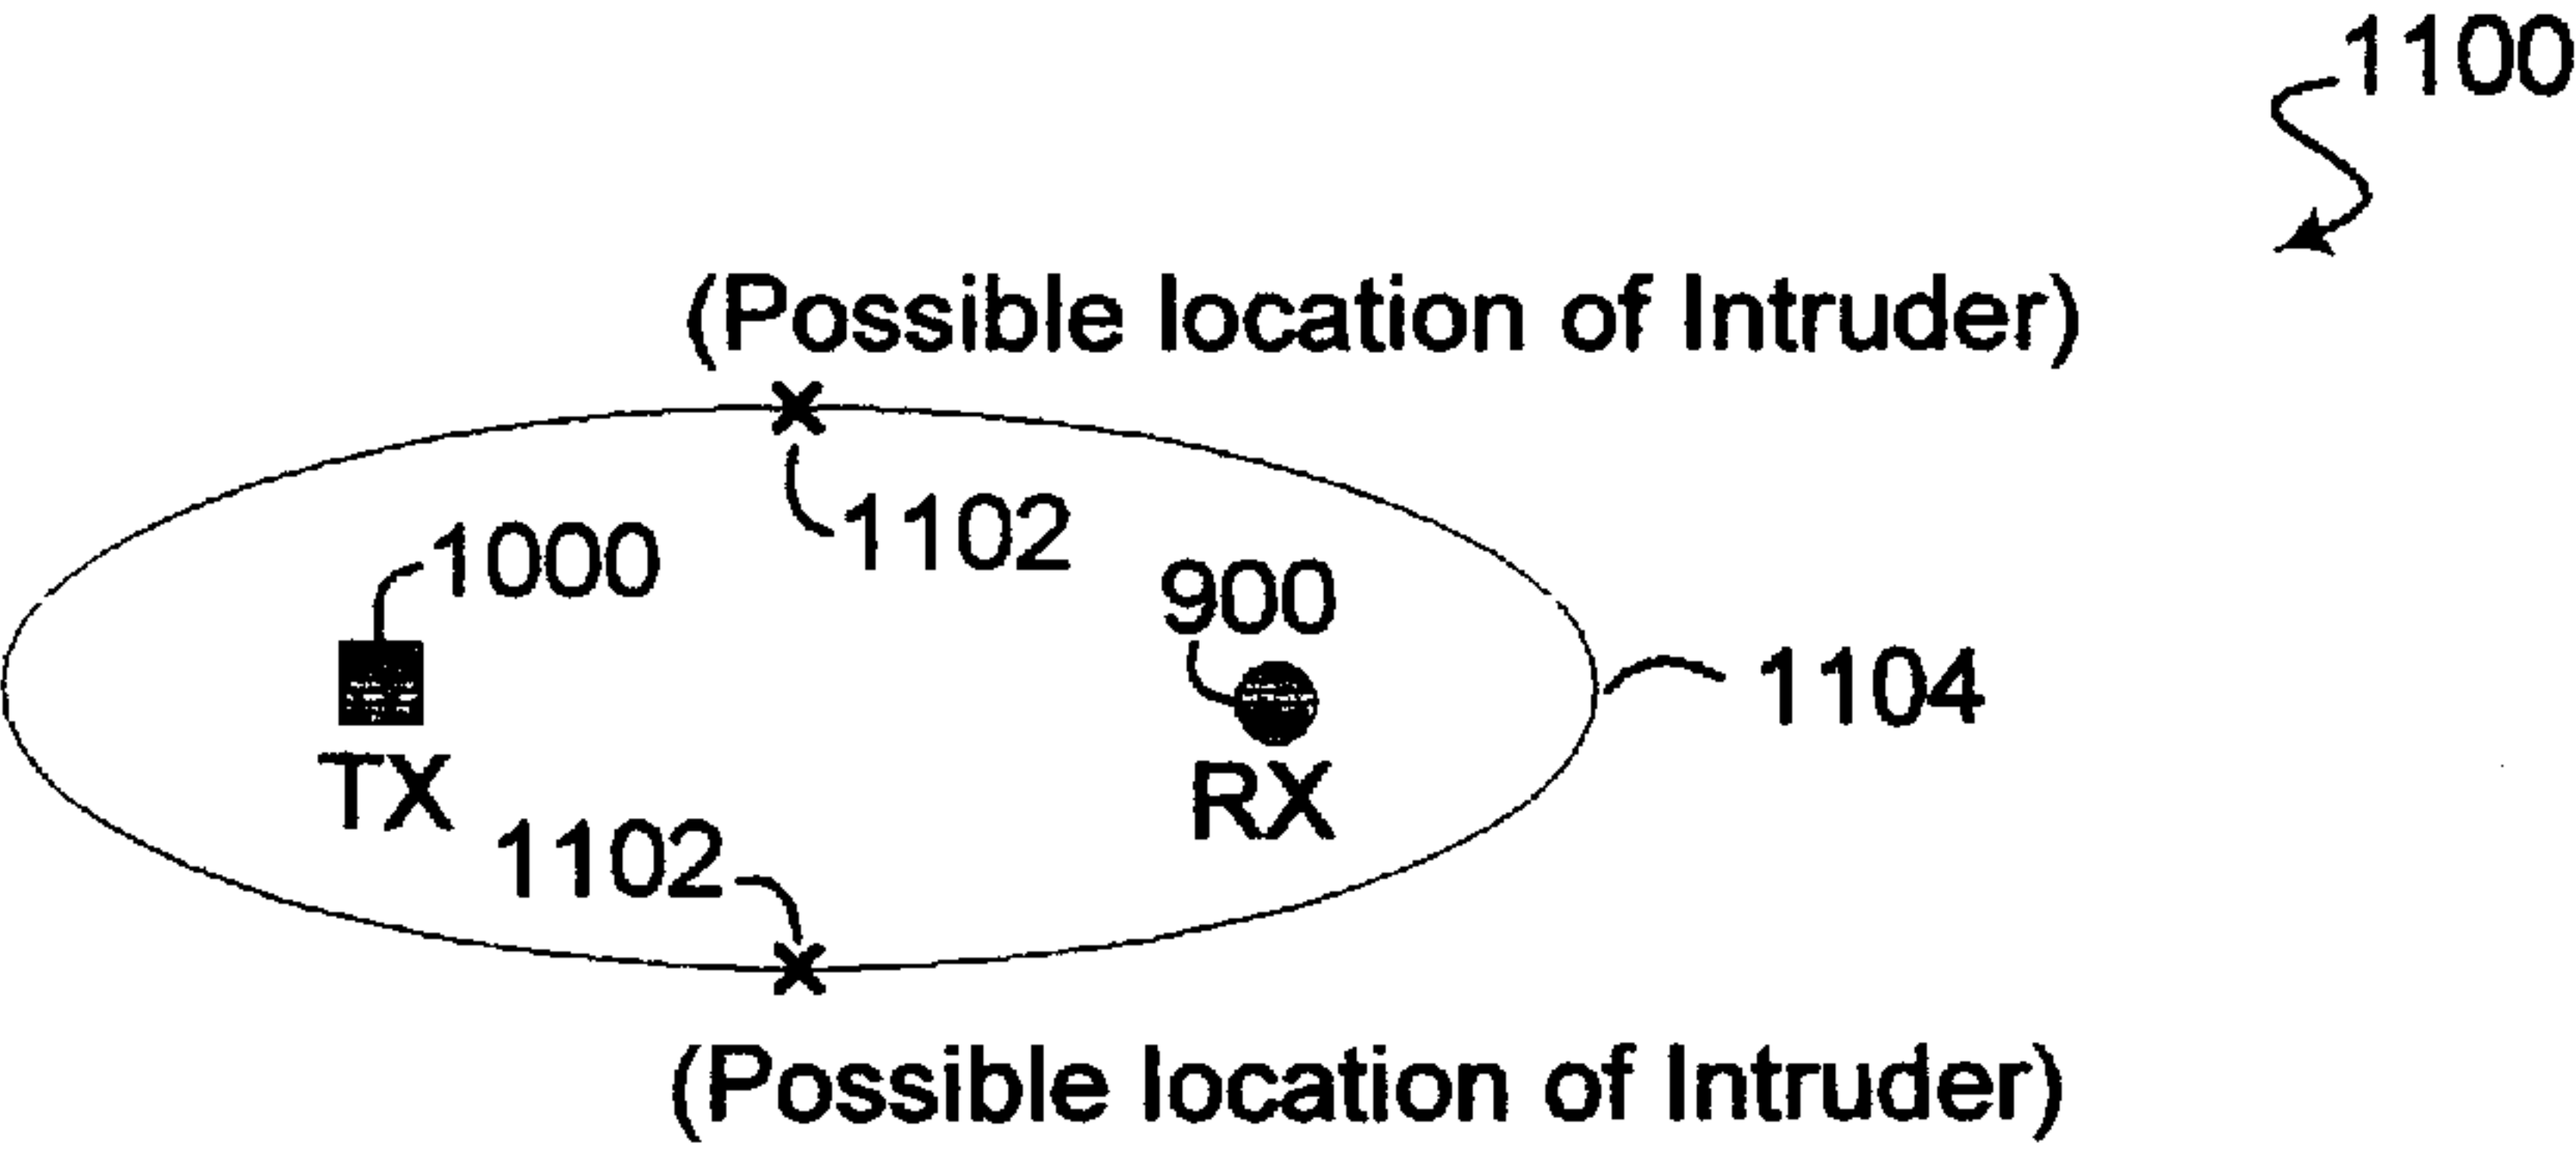 1100
(Possible location of Intruder)
1102
1000
900
1104
TX
RX
1102
(Possible location of Intruder)